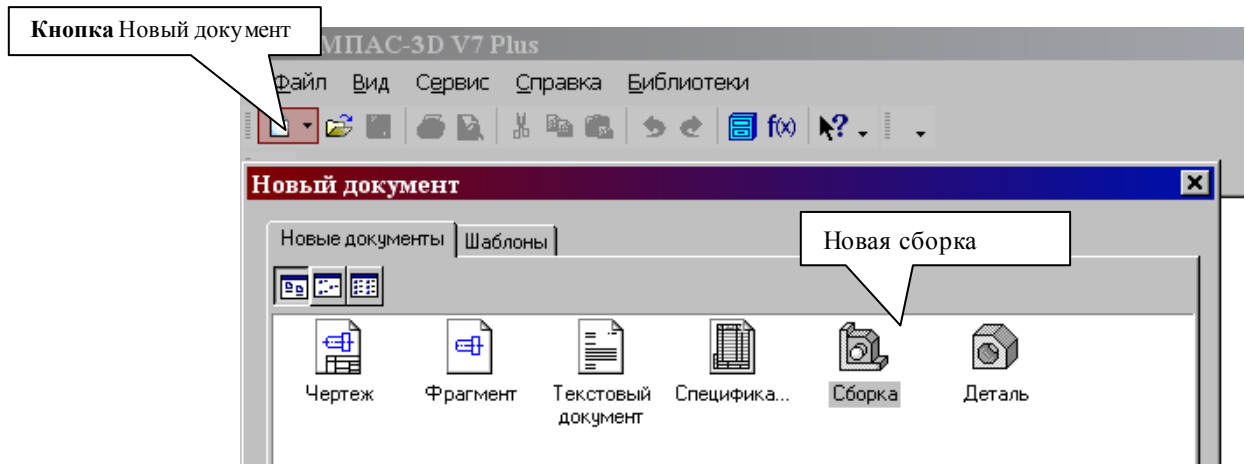 Кнопка Новый документ
МПАС-3D V7 Plus
Файл Вид Сервис Справка Библиотеки
f(x)
Новый документ
Новые документы Шаблоны
Новая сборка
Чертеж Фрагмент Текстовый документ Специфика... Сборка Деталь